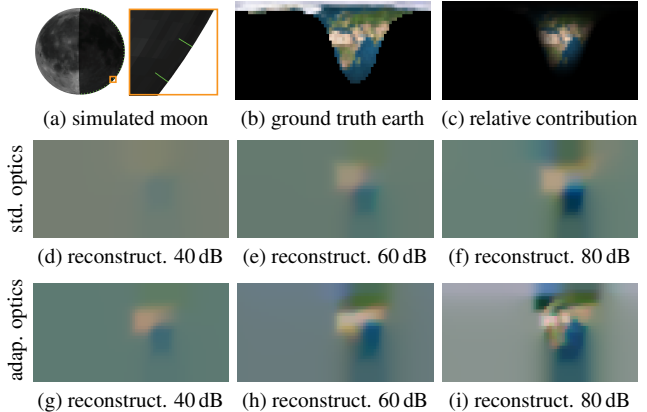 (a) simulated moon
(b) ground truth earth
(c) relative contribution
std. optics
(d) reconstruct. 40 dB
(e) reconstruct. 60 dB
(f) reconstruct. 80 dB
adap. optics
(g) reconstruct. 40 dB
(h) reconstruct. 60 dB
(i) reconstruct. 80 dB